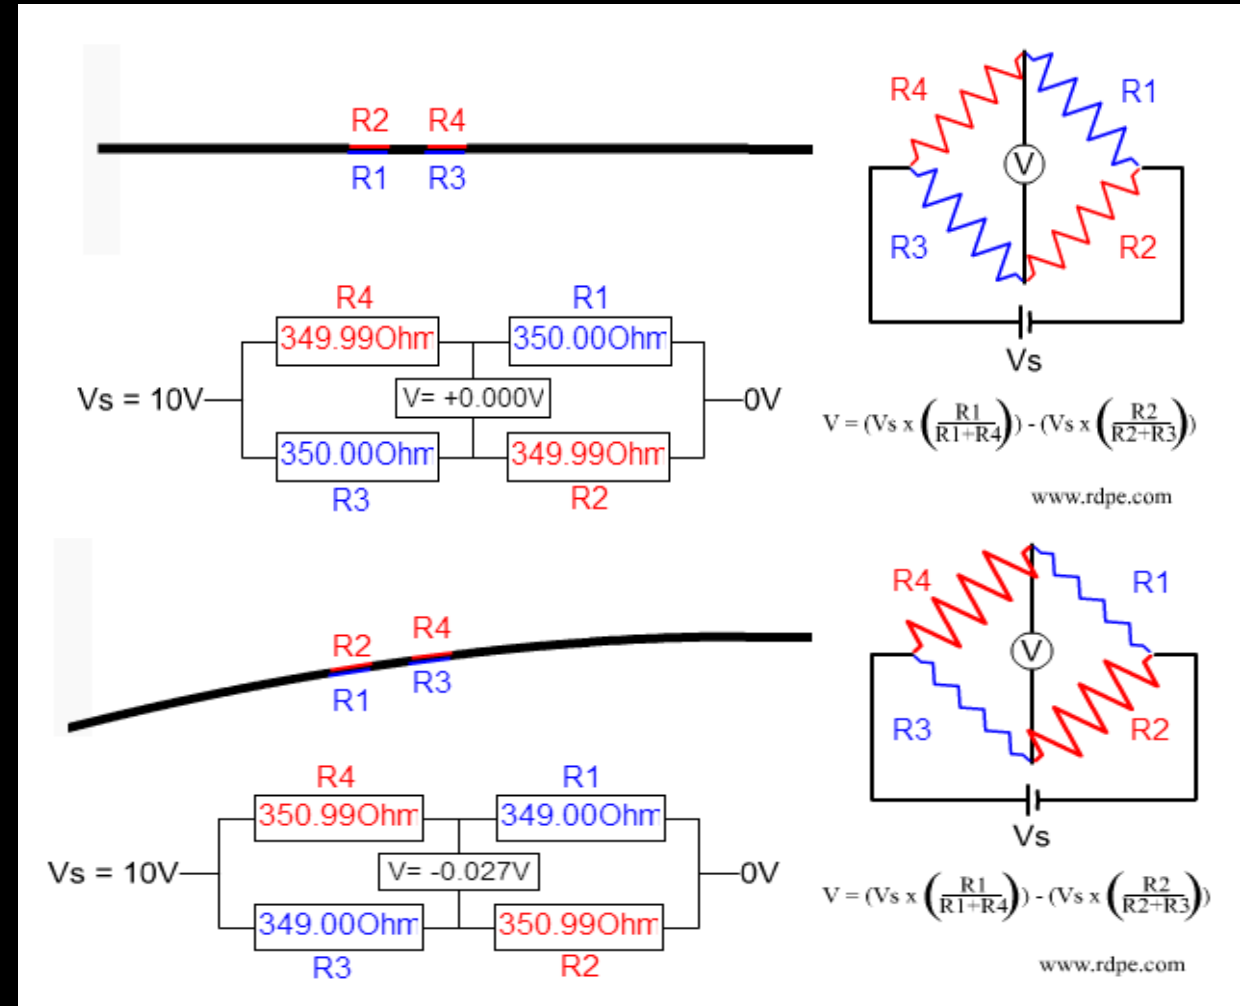 R2 R4
R1 R3
R4 R1
R3 R2
Vs
R4 R1
349.99Ohm 350.00Ohm
Vs = 10V V= +0.000V 0V
350.00Ohm 349.99Ohm
R3 R2
V = (Vs x (R1/R1+R4)) - (Vs x (R2/R2+R3))
www.rdpe.com
R2 R4
R1 R3
R4 R1
V
R3 R2
Vs
R4 R1
350.99Ohm 349.00Ohm
Vs = 10V V= -0.027V 0V
349.00Ohm 350.99Ohm
R3 R2
V = (Vs x (R1/R1+R4)) - (Vs x (R2/R2+R3))
www.rdpe.com